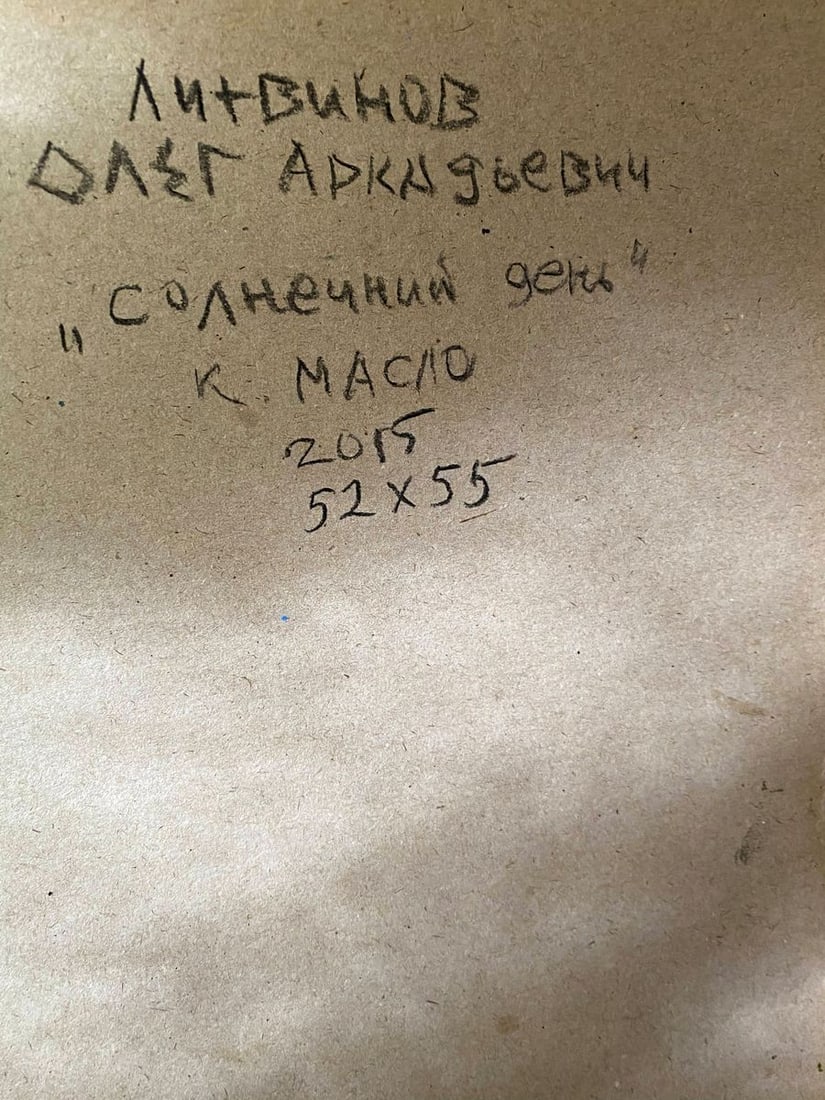 Литвинов
Олег Аркадьевич
„Солнечний день"
К. Масло
2015
52х55